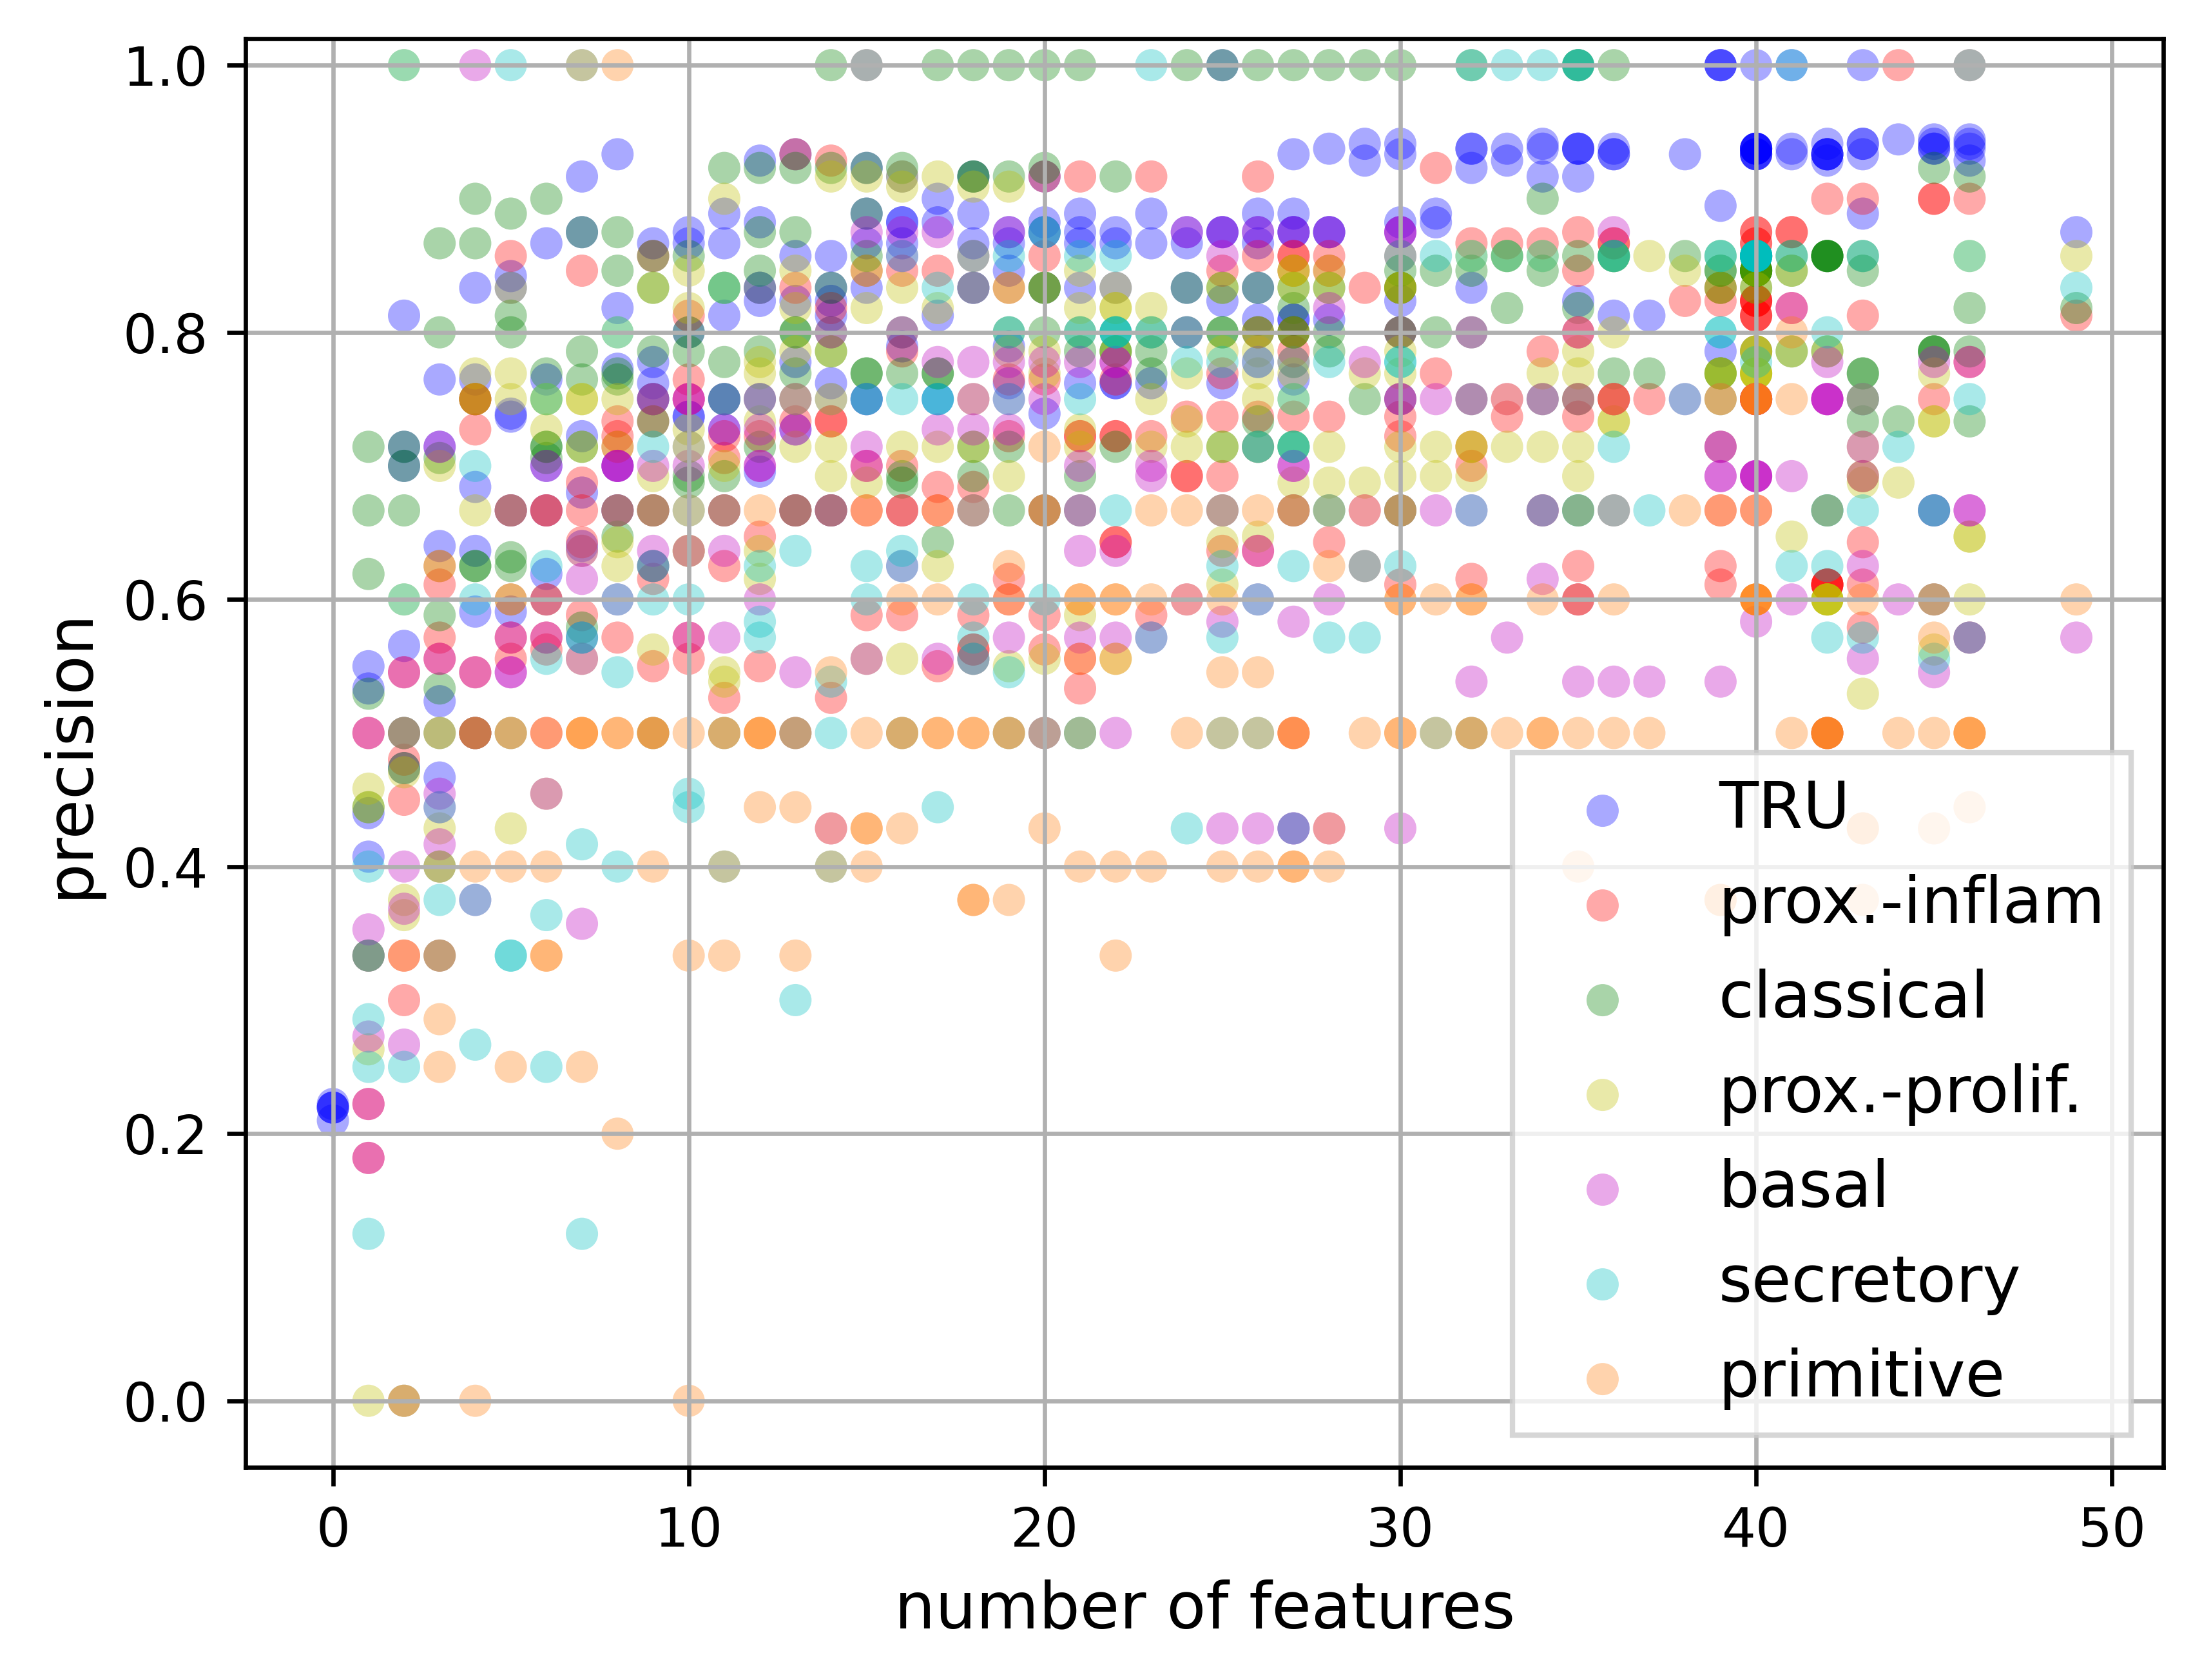 1.0
0.8
0.6
0.4
0.2
0.0
precision
TRU
prox.-inflam
classical
prox.-prolif.
basal
secretory
primitive
0 10 20 30 40 50
number of features